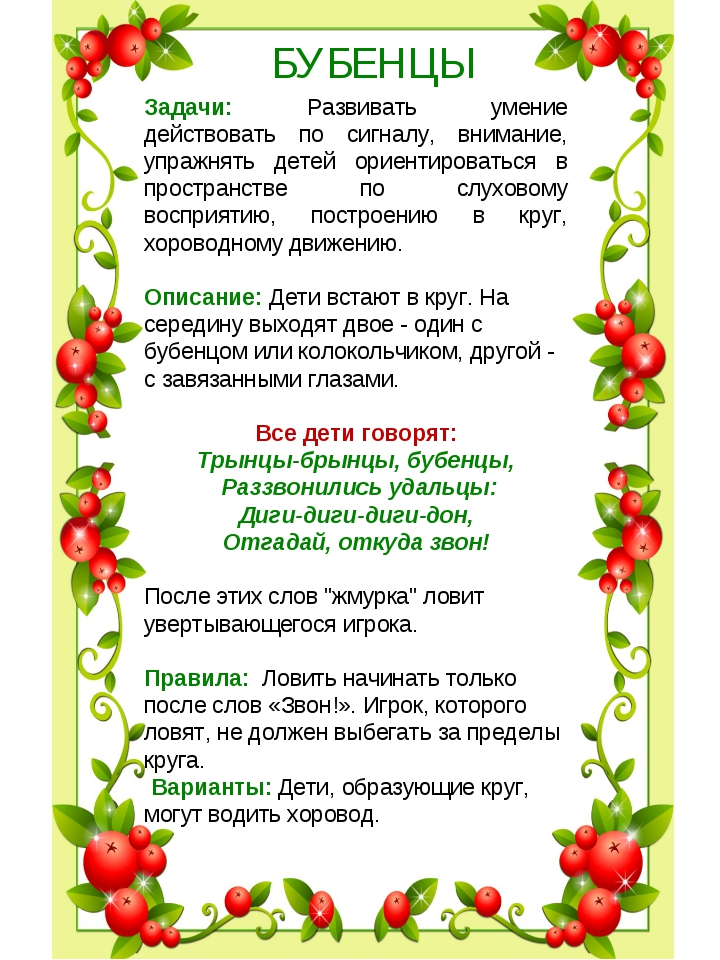 БУБЕНЦЫ
Задачи: Развивать умение
действовать по сигналу, внимание,
упражнять детей ориентироваться в
пространстве по слуховому
восприятию, построению в круг,
хороводному движению.
Описание: Дети встают в круг. На
середину выходят двое - один с
бубенцом или колокольчиком, другой -
с завязанными глазами.
Все дети говорят:
Трынцы-брынцы, бубенцы,
Раззвонились удальцы:
Диги-диги-диги-дон,
Отгадай, откуда звон!
После этих слов "жмурка" ловит
увертывающегося игрока.
Правила: Ловить начинать только
после слов «Звон!». Игрок, которого
ловят, не должен выбегать за пределы
круга.
Варианты: Дети, образующие круг,
могут водить хоровод.